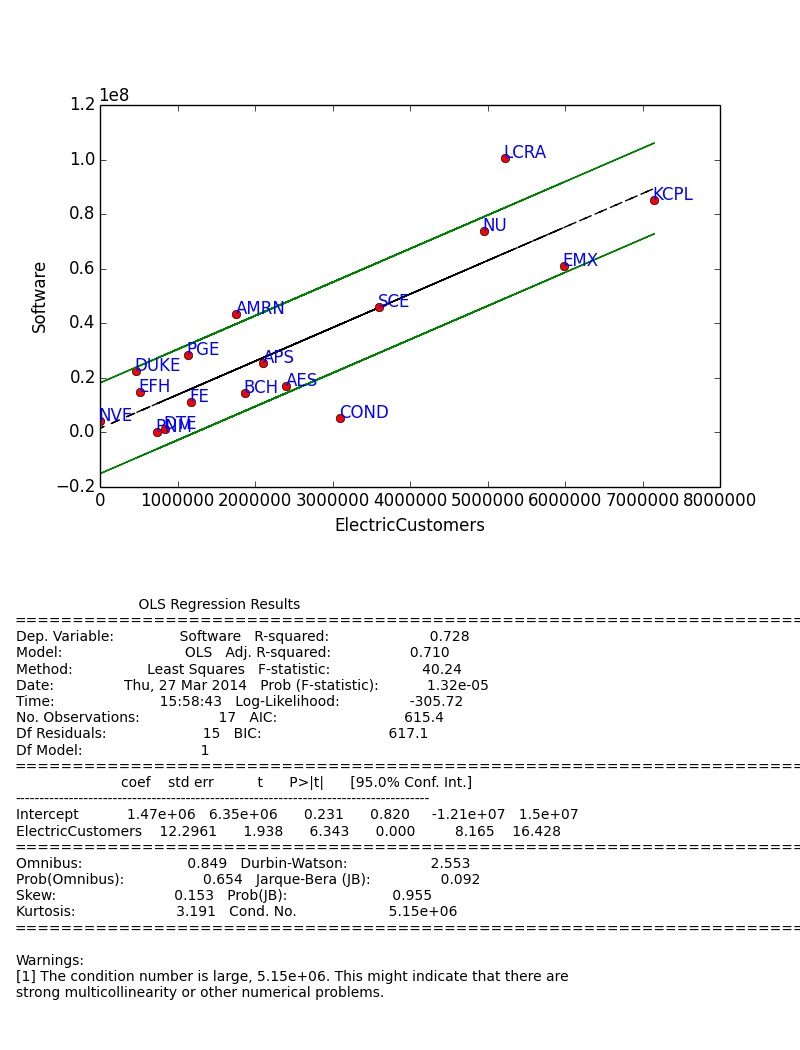 1e8
1.2
1.0
0.8
0.6
0.4
0.2
0.0
−0.2
Software
LCRA
KCPL
NU
EMX
SCE
AMRN
PGE
APS
DUKE
AES
EFH
BCH
FE
COND
NVE
PNM
DTE
0 1000000 2000000 3000000 4000000 5000000 6000000 7000000 8000000
ElectricCustomers
OLS Regression Results
==============================================================================
Dep. Variable: Software R-squared: 0.728
Model: OLS Adj. R-squared: 0.710
Method: Least Squares F-statistic: 40.24
Date: Thu, 27 Mar 2014 Prob (F-statistic): 1.32e-05
Time: 15:58:43 Log-Likelihood: -305.72
No. Observations: 17 AIC: 615.4
Df Residuals: 15 BIC: 617.1
Df Model: 1
==============================================================================
coef std err t P>|t| [95.0% Conf. Int.]
------------------------------------------------------------------------------------
Intercept 1.47e+06 6.35e+06 0.231 0.820 -1.21e+07 1.5e+07
ElectricCustomers 12.2961 1.938 6.343 0.000 8.165 16.428
==============================================================================
Omnibus: 0.849 Durbin-Watson: 2.553
Prob(Omnibus): 0.654 Jarque-Bera (JB): 0.092
Skew: 0.153 Prob(JB): 0.955
Kurtosis: 3.191 Cond. No. 5.15e+06
==============================================================================
Warnings:
[1] The condition number is large, 5.15e+06. This might indicate that there are
strong multicollinearity or other numerical problems.